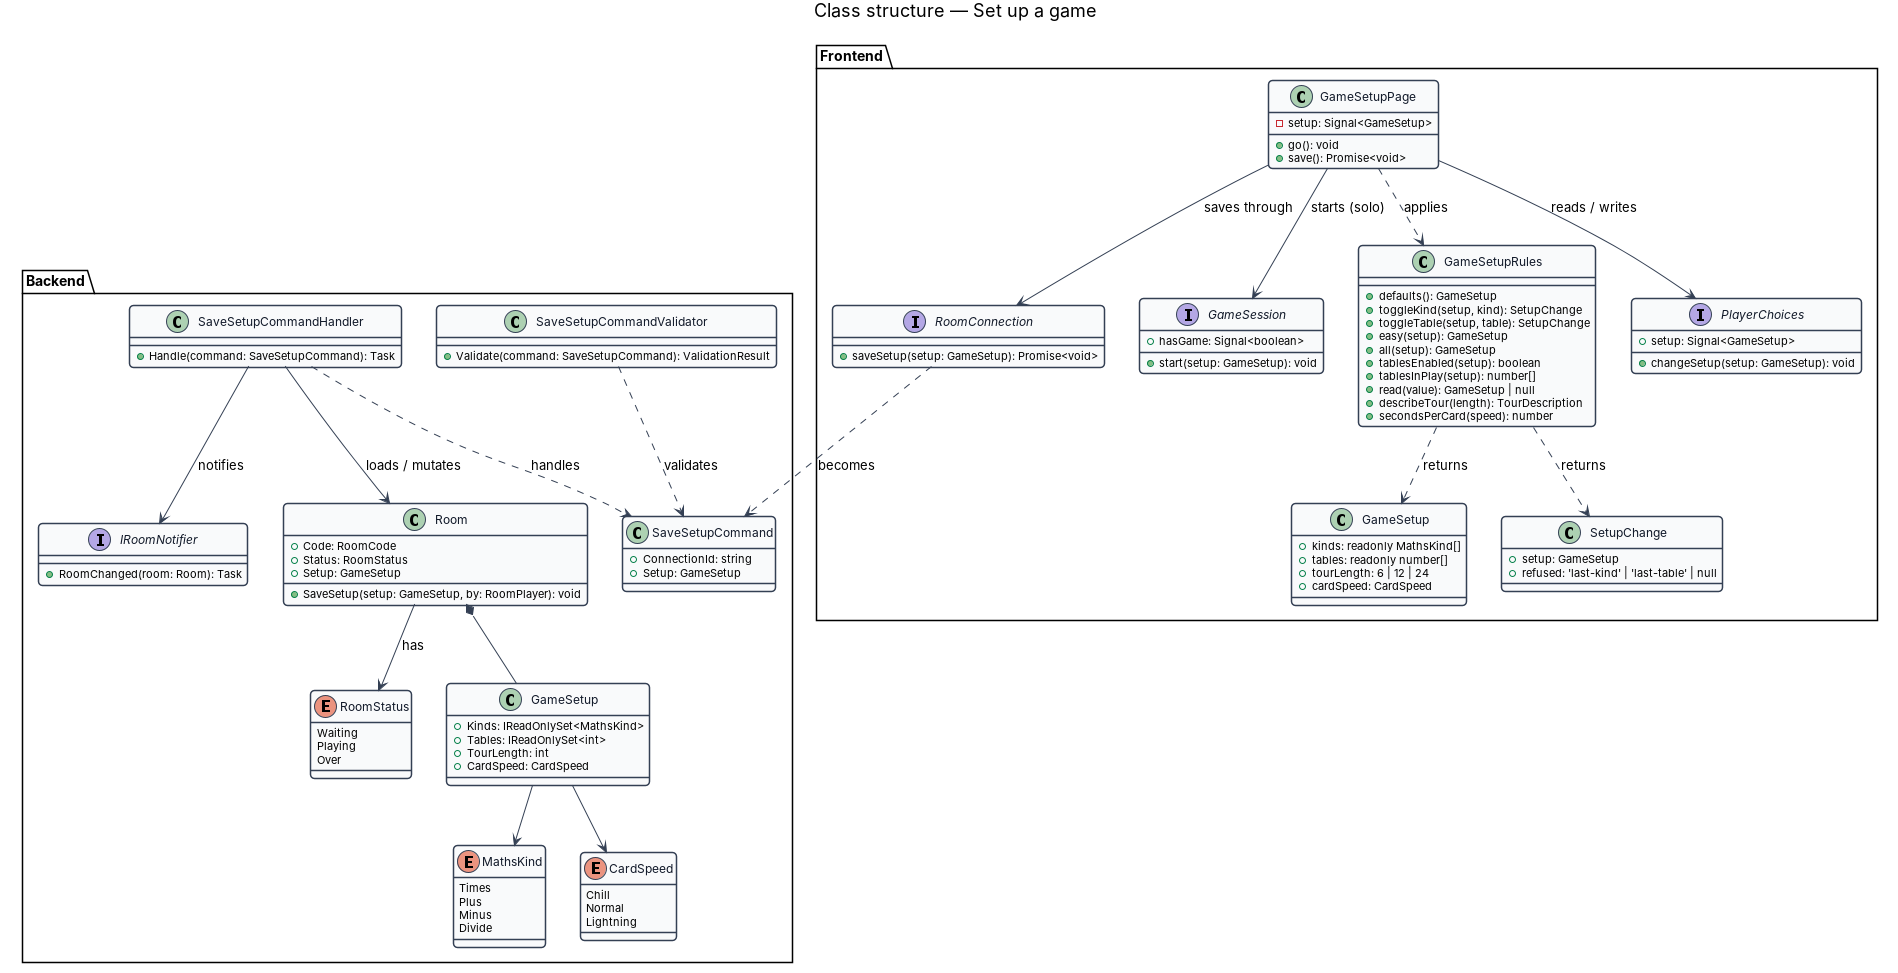 Class structure — Set up a game
Frontend
C GameSetupPage
setup: Signal<GameSetup>
go(): void
save(): Promise<void>
saves through
starts (solo)
applies
reads / writes
I RoomConnection
saveSetup(setup: GameSetup): Promise<void>
I GameSession
hasGame: Signal<boolean>
start(setup: GameSetup): void
C GameSetupRules
defaults(): GameSetup
toggleKind(setup, kind): SetupChange
toggleTable(setup, table): SetupChange
easy(setup): GameSetup
all(setup): GameSetup
tablesEnabled(setup): boolean
tablesInPlay(setup): number[]
read(value): GameSetup | null
describeTour(length): TourDescription
secondsPerCard(speed): number
I PlayerChoices
setup: Signal<GameSetup>
changeSetup(setup: GameSetup): void
becomes
returns
returns
C GameSetup
kinds: readonly MathsKind[]
tables: readonly number[]
tourLength: 6 | 12 | 24
cardSpeed: CardSpeed
C SetupChange
setup: GameSetup
refused: 'last-kind' | 'last-table' | null
Backend
C SaveSetupCommandHandler
Handle(command: SaveSetupCommand): Task
C SaveSetupCommandValidator
Validate(command: SaveSetupCommand): ValidationResult
notifies
loads / mutates
handles
validates
I IRoomNotifier
RoomChanged(room: Room): Task
C Room
Code: RoomCode
Status: RoomStatus
Setup: GameSetup
SaveSetup(setup: GameSetup, by: RoomPlayer): void
C SaveSetupCommand
ConnectionId: string
Setup: GameSetup
has
E RoomStatus
Waiting
Playing
Over
C GameSetup
Kinds: IReadOnlySet<MathsKind>
Tables: IReadOnlySet<int>
TourLength: int
CardSpeed: CardSpeed
E MathsKind
Times
Plus
Minus
Divide
E CardSpeed
Chill
Normal
Lightning